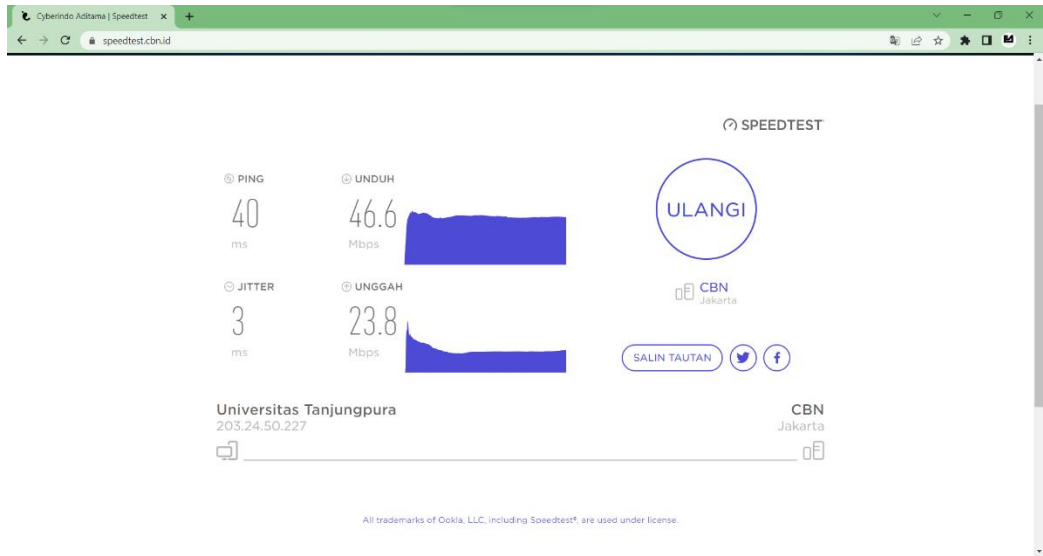 Cyberindo Aditama | Speedtest
speedtest.cbn.id
SPEEDTEST
PING
40
ms
UNDUH
46.6
Mbps
JITTER
3
ms
UNGGAH
23.8
Mbps
ULANGI
CBN
Jakarta
SALIN TAUTAN
Universitas Tanjungpura
203.24.50.227
CBN
Jakarta
All trademarks of Ookla, LLC, including Speedtest®, are used under license.